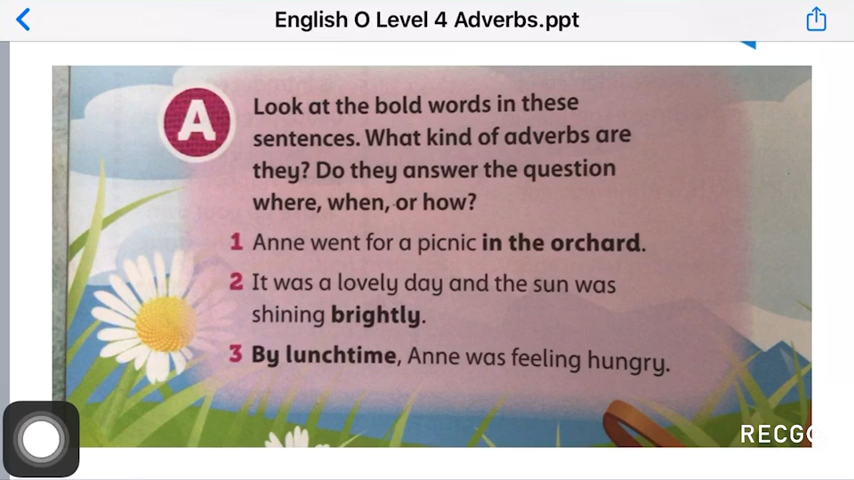 English O Level 4 Adverbs.ppt
A
Look at the bold words in these
sentences. What kind of adverbs are
they? Do they answer the question
where, when, or how?
1 Anne went for a picnic in the orchard.
2 It was a lovely day and the sun was
shining brightly.
3 By lunchtime, Anne was feeling hungry.